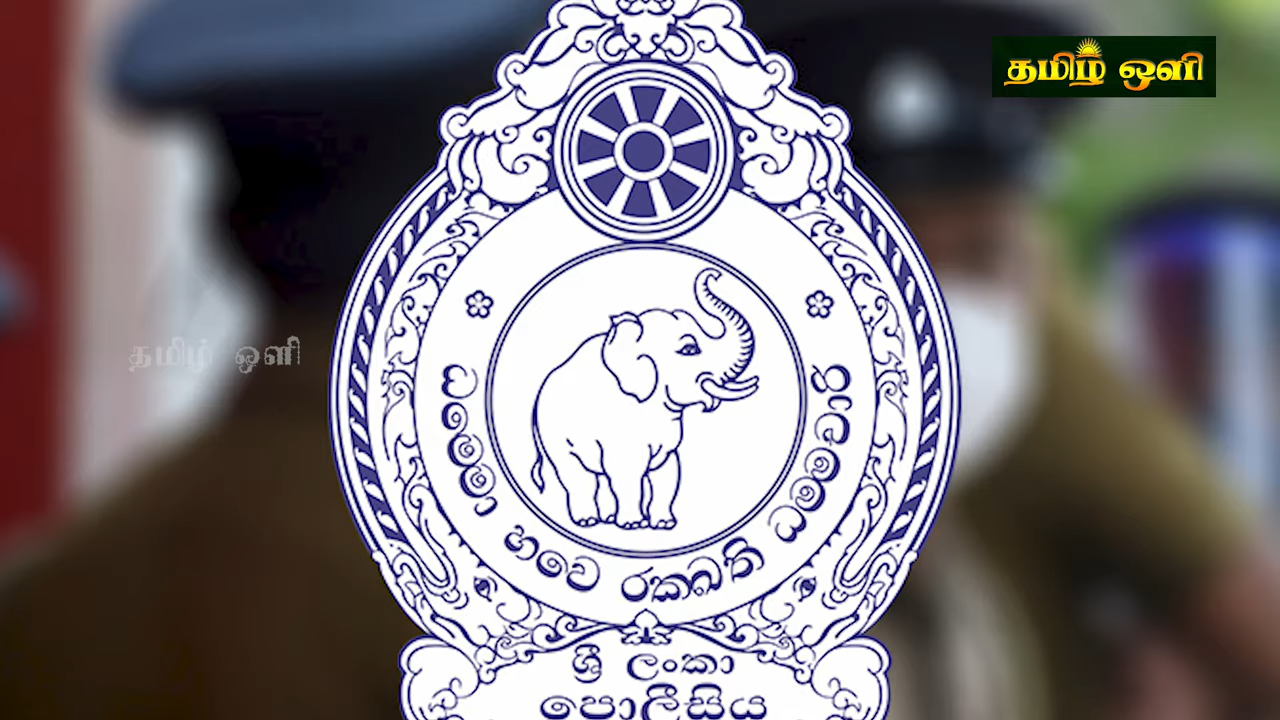 தமிழ் ஒளி
தமிழ் ஒளி
ධම්මො හවෙ රක්ඛති ධම්මචාරි
ශ්‍රී ලංකා
පොලීසිය